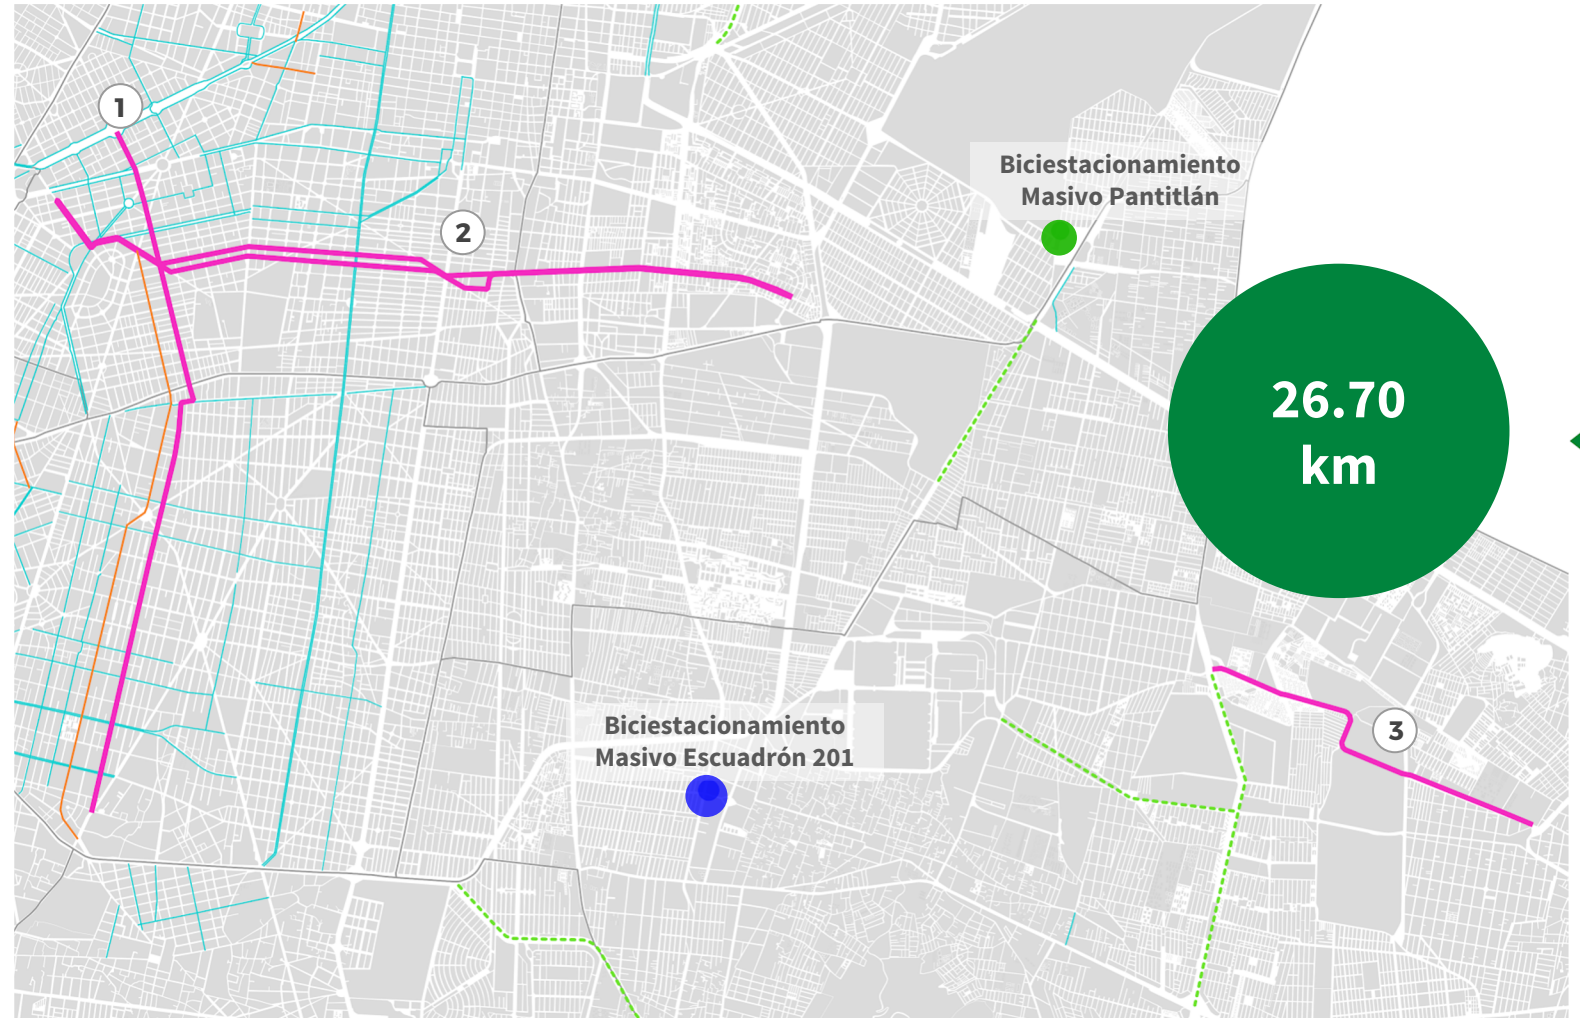 1
Biciestacionamiento
Masivo Pantitlán
2
26.70
km
Biciestacionamiento
Masivo Escuadrón 201
3